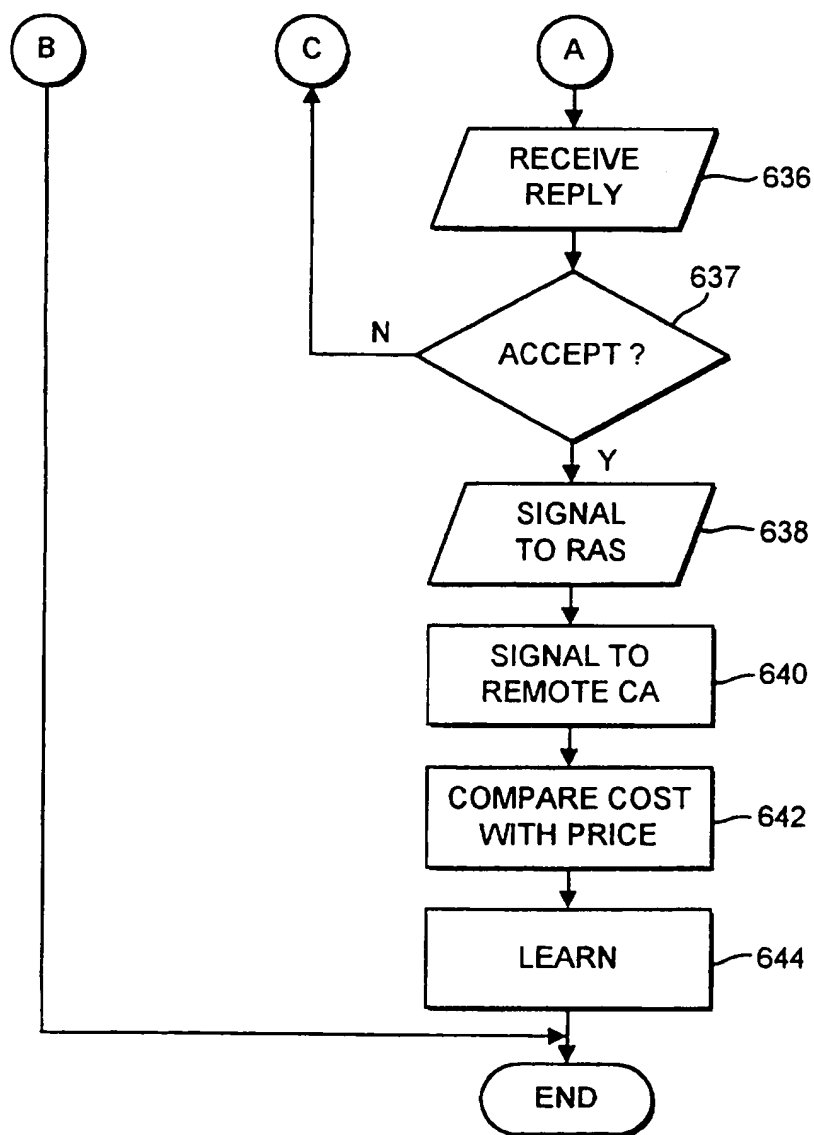 B
C
A
RECEIVE
REPLY
636
637
N
ACCEPT ?
Y
SIGNAL
TO RAS
638
SIGNAL TO
REMOTE CA
640
COMPARE COST
WITH PRICE
642
LEARN
644
END